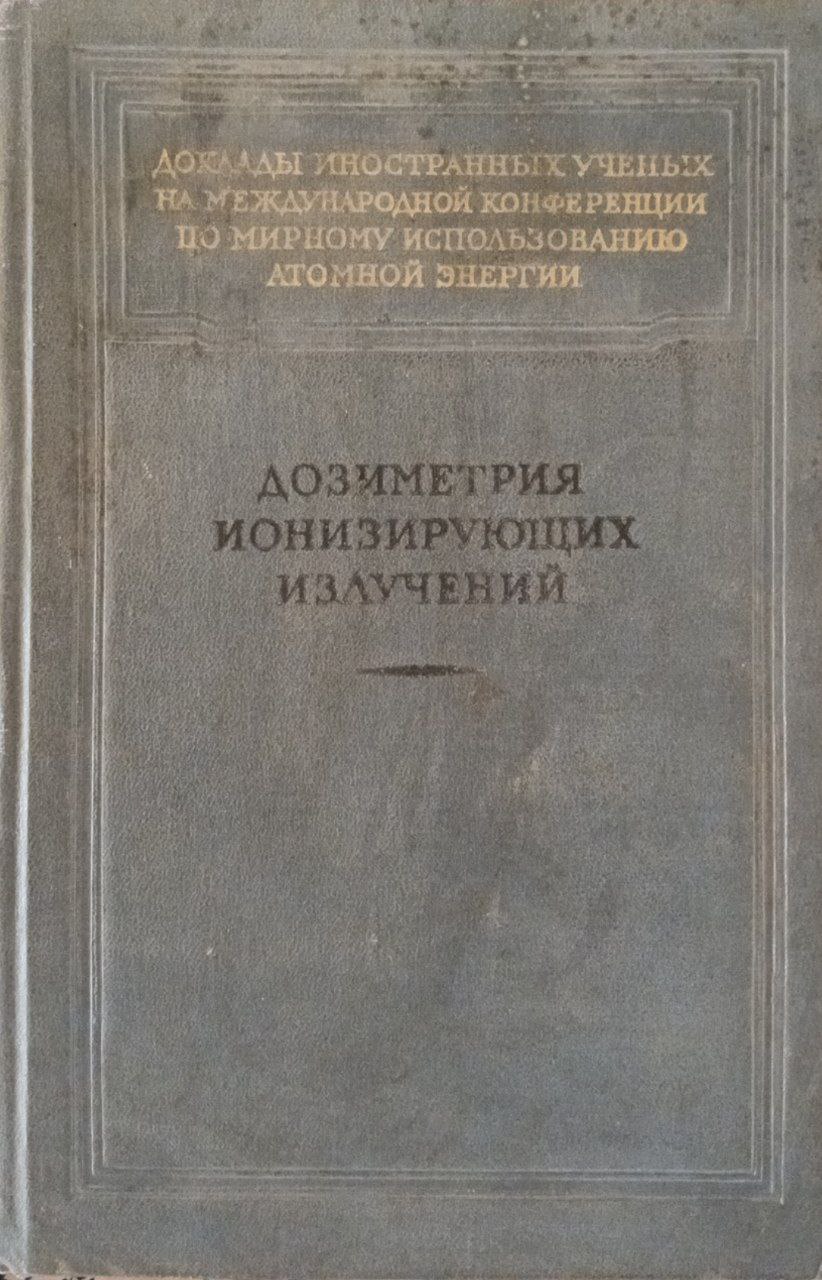 ДОКЛАДЫ ИНОСТРАННЫХ УЧЕНЫХ
НА МЕЖДУНАРОДНОЙ КОНФЕРЕНЦИИ
ПО МИРНОМУ ИСПОЛЬЗОВАНИЮ
АТОМНОЙ ЭНЕРГИИ
ДОЗИМЕТРИЯ
ИОНИЗИРУЮЩИХ
ИЗЛУЧЕНИЙ